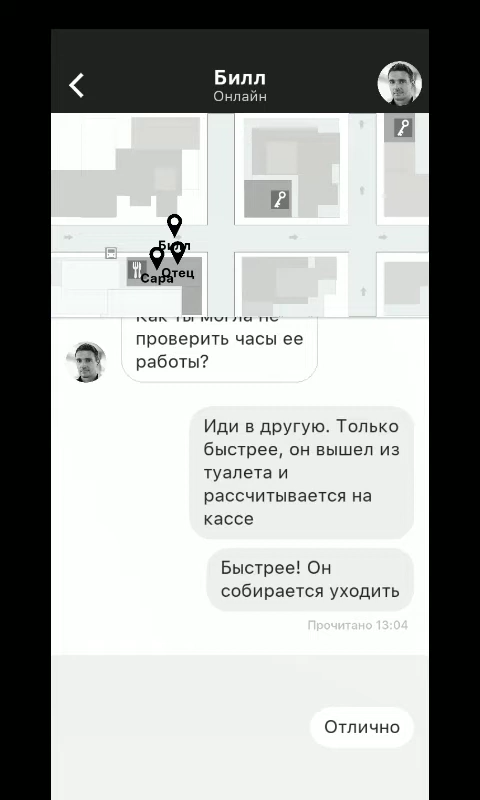 Билл
Онлайн
Билл
Отец
Сара
Как ты могла не
проверить часы ее
работы?
Иди в другую. Только
быстрее, он вышел из
туалета и
рассчитывается на
кассе
Быстрее! Он
собирается уходить
Прочитано 13:04
Отлично